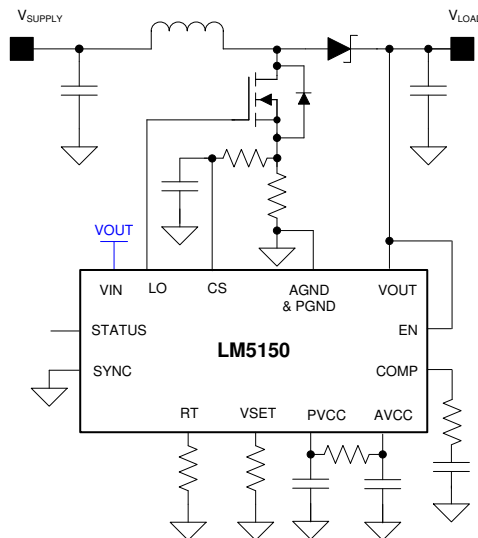 VSUPPLY
VLOAD
VOUT
VIN
LO
CS
AGND
& PGND
VOUT
STATUS
EN
LM5150
SYNC
COMP
RT
VSET
PVCC
AVCC